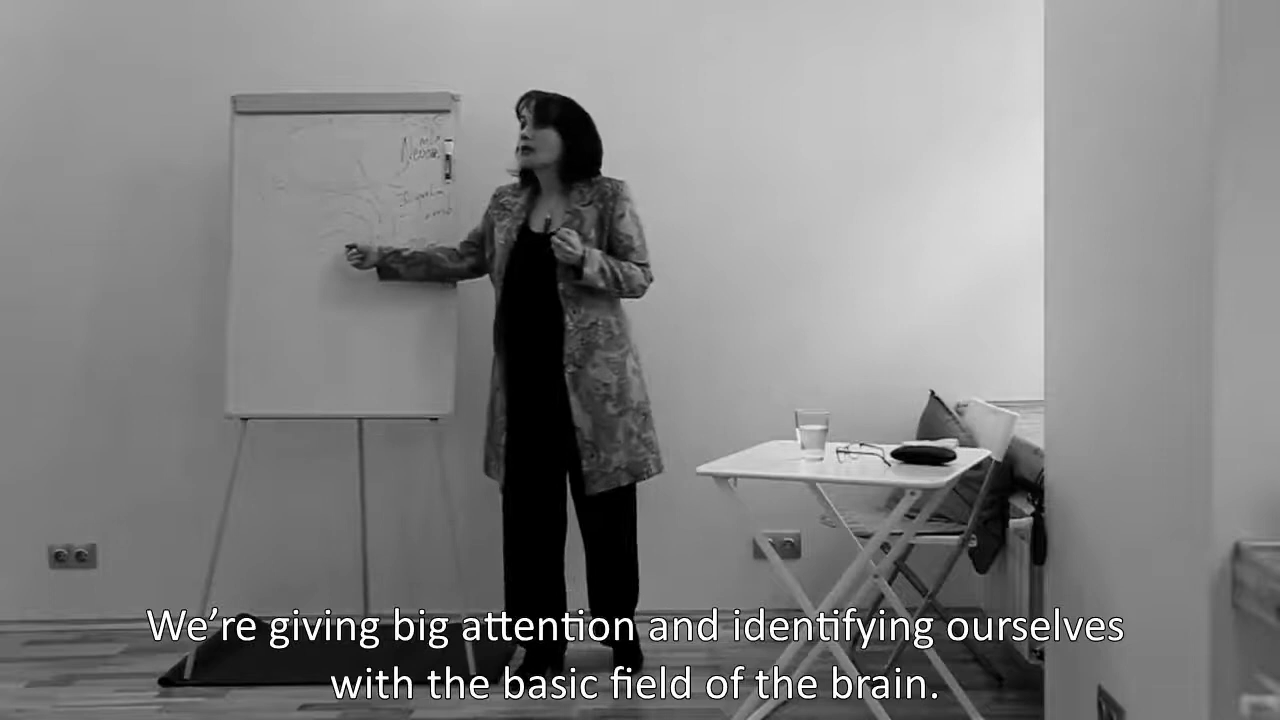 We’re giving big attention and identifying ourselves
with the basic field of the brain.